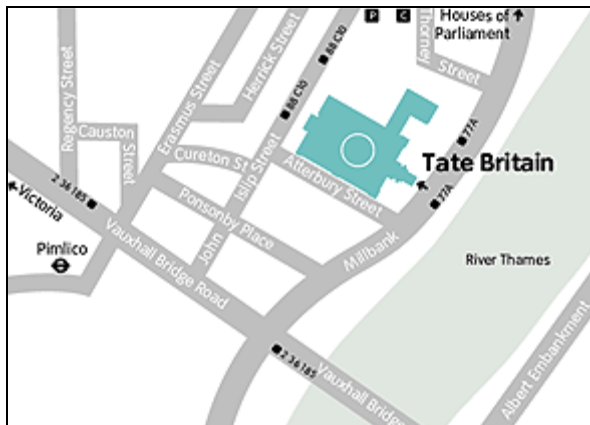 P
C
Houses of
Parliament
Thorney
Street
Regency Street
Causton
Street
Erasmus Street
Herrick Street
88 C10
88 C10
77A
77A
Cureton St
John Islip Street
Atterbury Street
Tate Britain
Ponsonby Place
Millbank
2 36 185
Victoria
Pimlico
Vauxhall Bridge Road
River Thames
2 36 185
Vauxhall Bridge
Albert Embankment